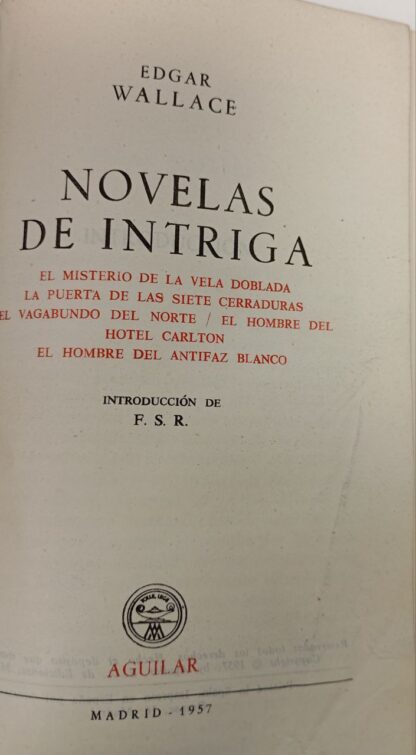 EDGAR
WALLACE
NOVELAS
DE INTRIGA
EL MISTERIO DE LA VELA DOBLADA
LA PUERTA DE LAS SIETE CERRADURAS
EL VAGABUNDO DEL NORTE / EL HOMBRE DEL
HOTEL CARLTON
EL HOMBRE DEL ANTIFAZ BLANCO
INTRODUCCIÓN DE
F. S. R.
AGUILAR
MADRID - 1957